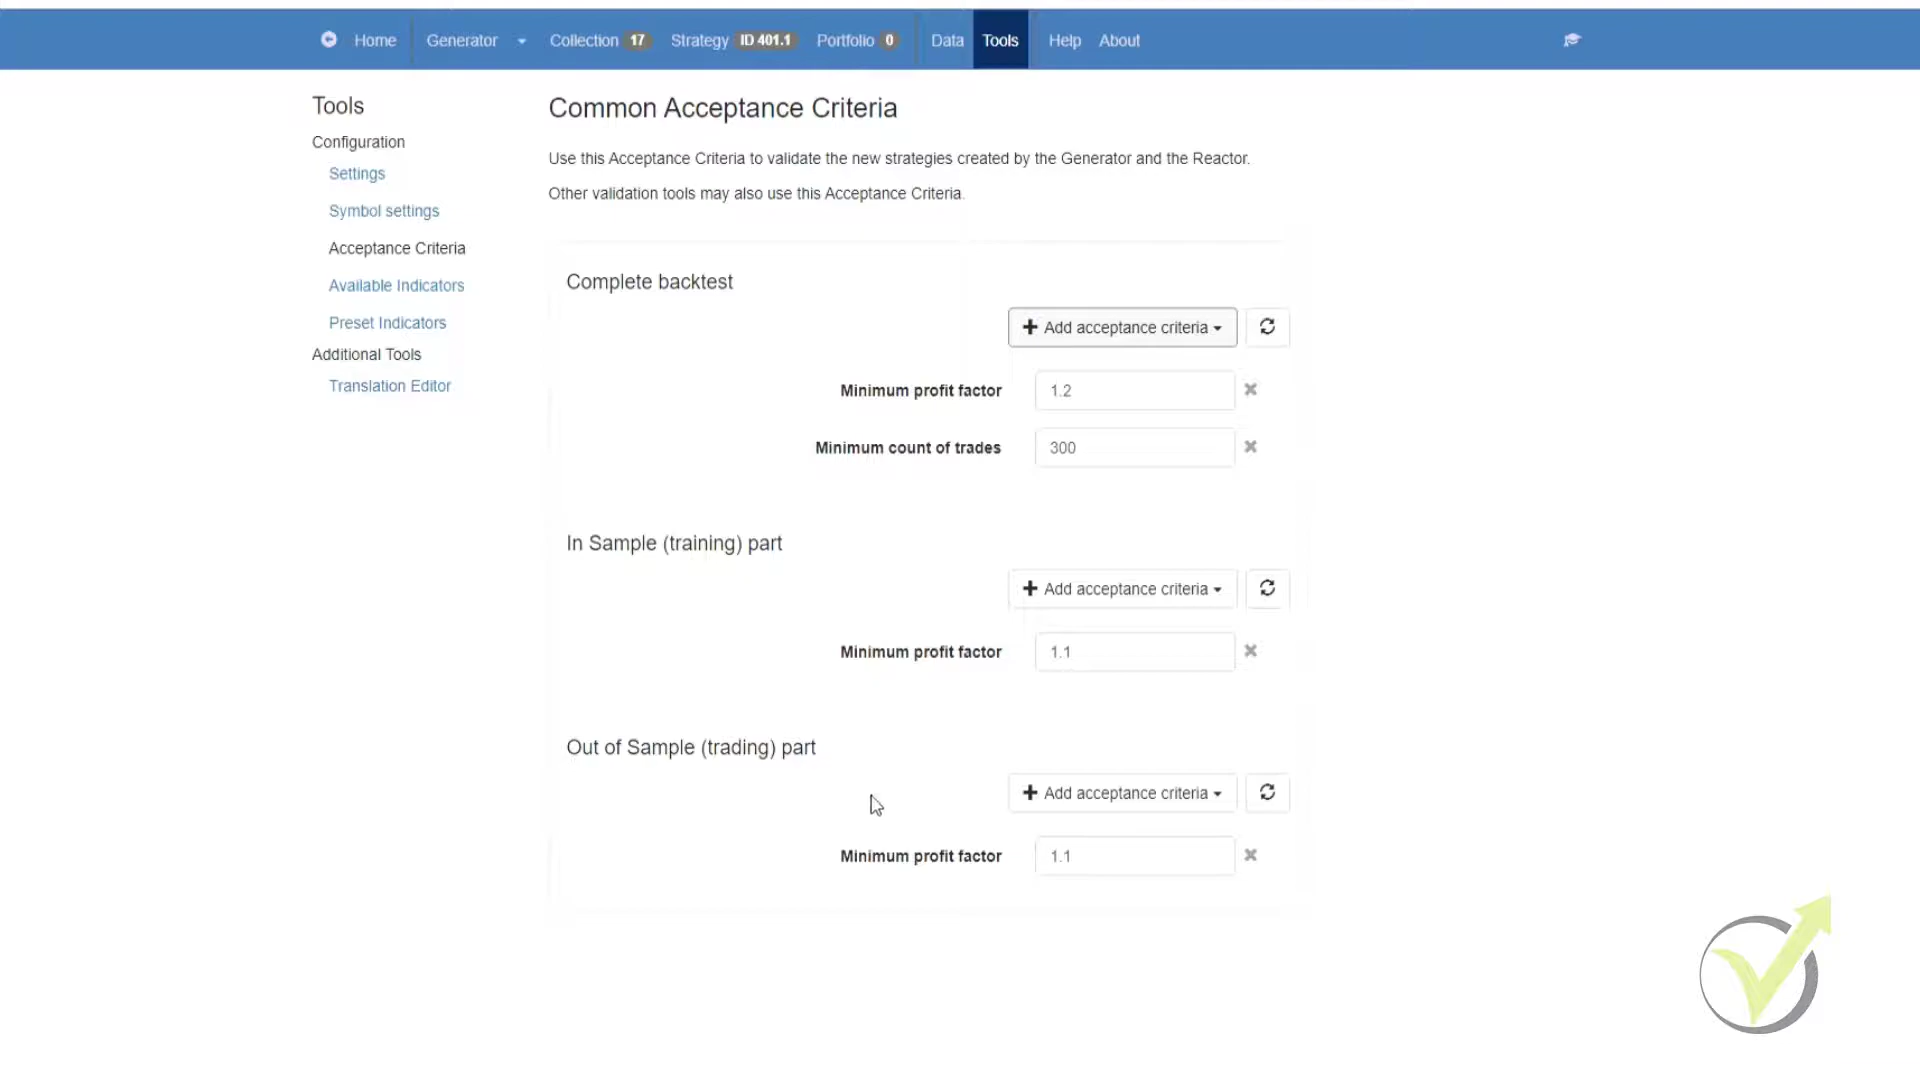 Home Generator Collection 17 Strategy ID 401.1 Portfolio 0 Data Tools Help About
Tools
Configuration
Settings
Symbol settings
Acceptance Criteria
Available Indicators
Preset Indicators
Additional Tools
Translation Editor
Common Acceptance Criteria
Use this Acceptance Criteria to validate the new strategies created by the Generator and the Reactor.
Other validation tools may also use this Acceptance Criteria.
Complete backtest
Add acceptance criteria
Minimum profit factor 1.2
Minimum count of trades 300
In Sample (training) part
Add acceptance criteria
Minimum profit factor 1.1
Out of Sample (trading) part
Add acceptance criteria
Minimum profit factor 1.1